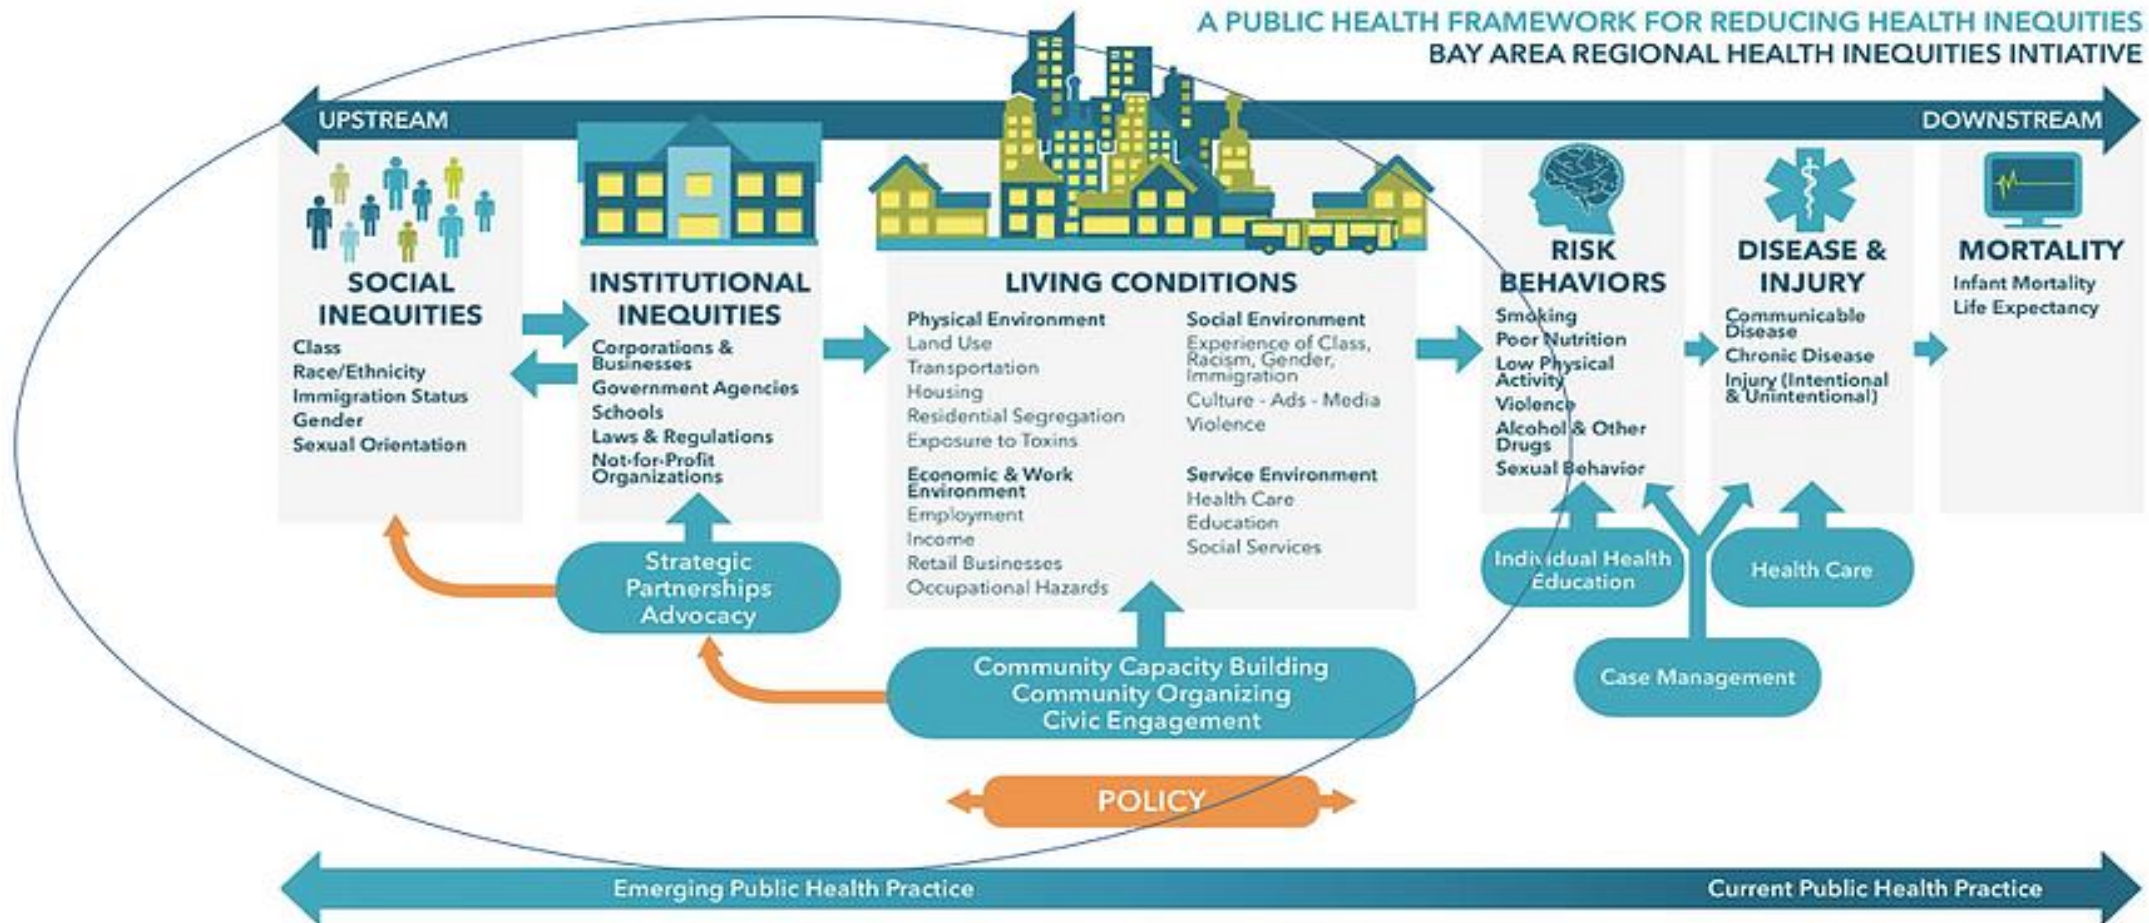 A PUBLIC HEALTH FRAMEWORK FOR REDUCING HEALTH INEQUITIES
BAY AREA REGIONAL HEALTH INEQUITIES INTIATIVE
UPSTREAM
DOWNSTREAM
SOCIAL
INEQUITIES
Class
Race/Ethnicity
Immigration Status
Gender
Sexual Orientation
INSTITUTIONAL
INEQUITIES
Corporations &
Businesses
Government Agencies
Schools
Laws & Regulations
Not-for-Profit
Organizations
LIVING CONDITIONS
Physical Environment
Land Use
Transportation
Housing
Residential Segregation
Exposure to Toxins
Economic & Work
Environment
Employment
Income
Retail Businesses
Occupational Hazards
Social Environment
Experience of Class,
Racism, Gender,
Immigration
Culture - Ads - Media
Violence
Service Environment
Health Care
Education
Social Services
RISK
BEHAVIORS
Smoking
Poor Nutrition
Low Physical
Activity
Violence
Alcohol & Other
Drugs
Sexual Behavior
DISEASE &
INJURY
Communicable
Disease
Chronic Disease
Injury (Intentional
& Unintentional)
MORTALITY
Infant Mortality
Life Expectancy
Strategic
Partnerships
Advocacy
Community Capacity Building
Community Organizing
Civic Engagement
Individual Health
Education
Health Care
Case Management
POLICY
Emerging Public Health Practice
Current Public Health Practice